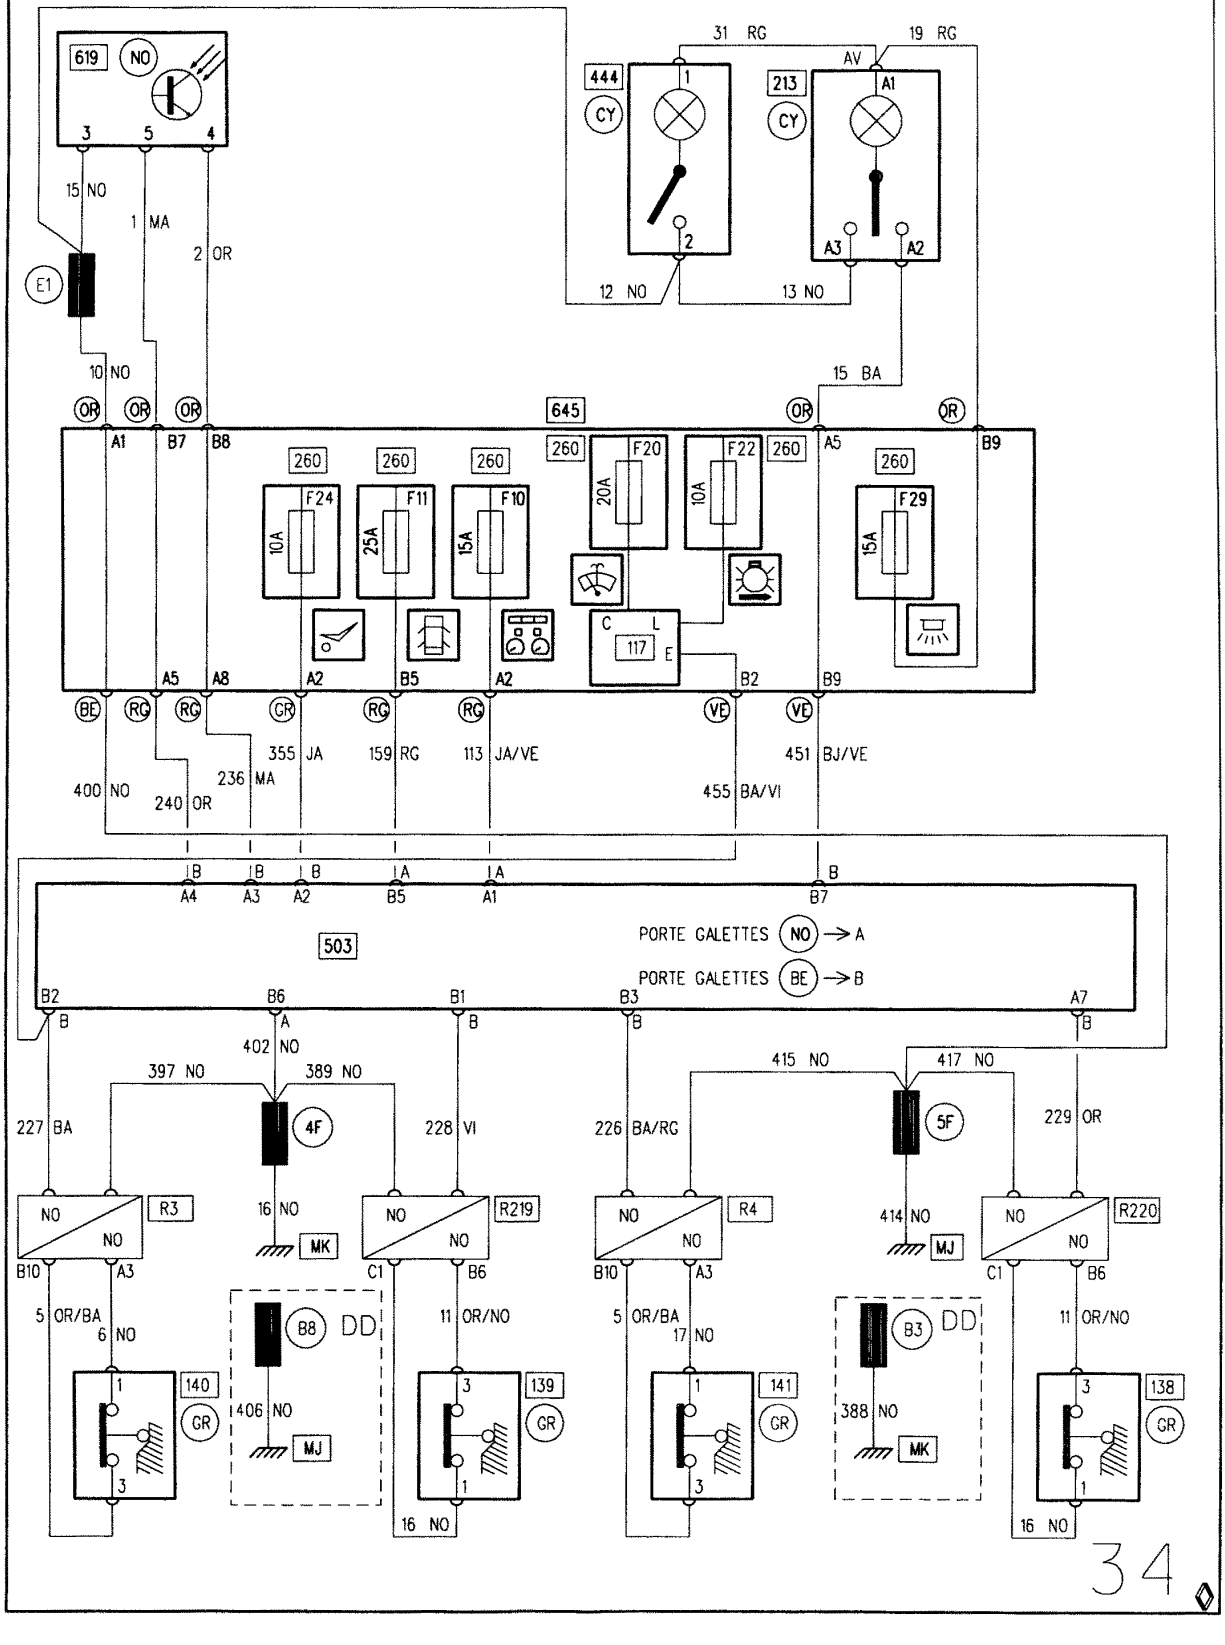 31 RG 19 RG
619 NO
AV
444 1 213 A1
CY CY
3 5 4
15 NO
1 MA
2 OR
2 A3 A2
E1
12 NO 13 NO
10 NO 15 BA
OR OR OR 645 OR OR
A1 B7 B8 A5 B9
260 260 260 260 F20 F22 260 260
F24 F11 F10 20A 10A F29
10A 25A 15A 15A
C L
117 E
A5 A8 A2 B5 A2 B2 B9
BE RG RG GR RG RG VE VE
355 JA 159 RG 113 JA/VE 451 BJ/VE
236 MA
400 NO 455 BA/VI
240 OR
B B B A A B
A4 A3 A2 B5 A1 B7
PORTE GALETTES NO A
503
PORTE GALETTES BE B
B2 B6 B1 B3 A7
B A B B B
402 NO
397 NO 389 NO 415 NO 417 NO
227 BA 4F 228 VI 226 BA/RG 5F 229 OR
NO R3 16 NO NO R219 NO R4 414 NO NO R220
NO MK NO NO MJ NO
B10 A3 C1 B6 B10 A3 C1 B6
5 OR/BA 11 OR/NO 5 OR/BA 11 OR/NO
6 NO B8 DD 17 NO B3 DD
1 140 3 139 1 141 3 138
GR 406 NO GR GR 388 NO GR
MJ MK
3 1 3 1
16 NO 16 NO
34